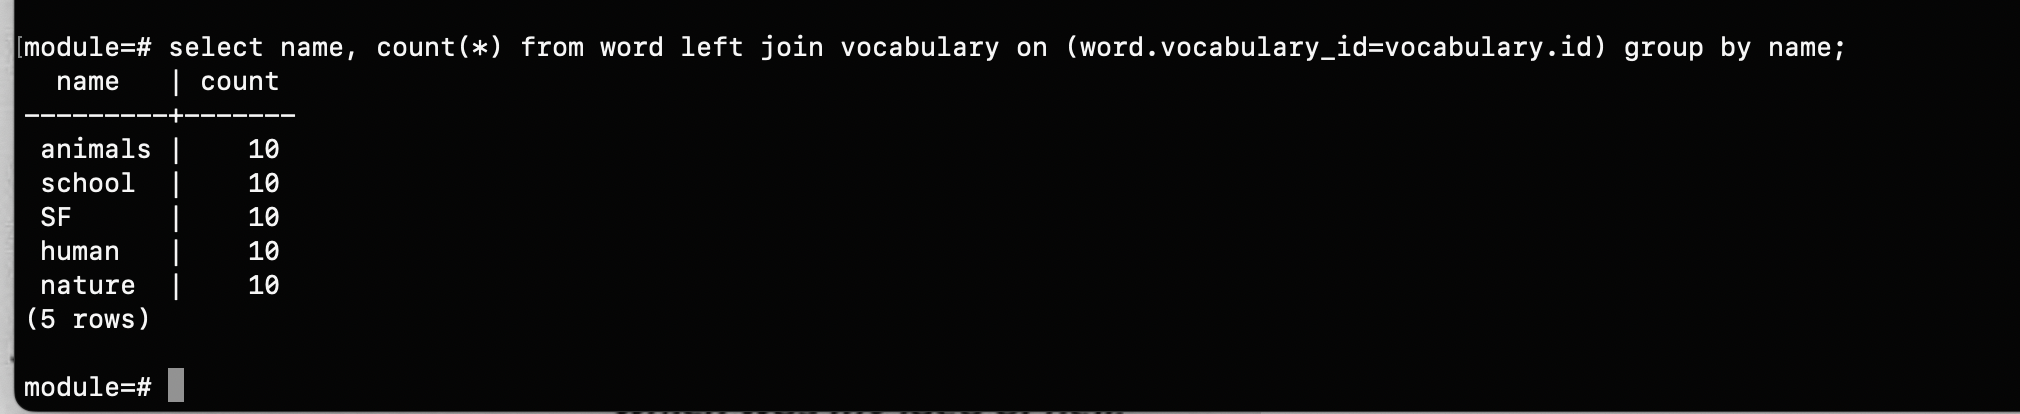 module=# select name, count(*) from word left join vocabulary on (word.vocabulary_id=vocabulary.id) group by name;
  name   | count
---------+-------
 animals |    10
 school  |    10
 SF      |    10
 human   |    10
 nature  |    10
(5 rows)
module=#